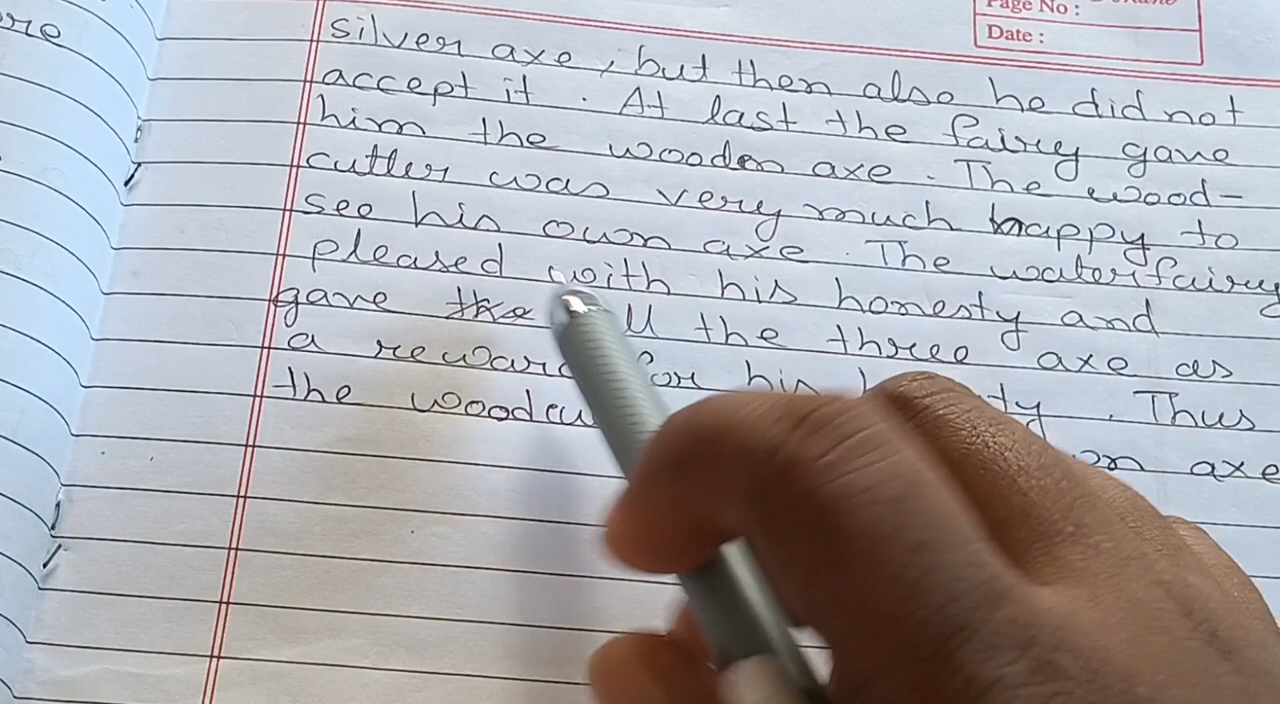 Page No :
Date :
silver axe, but then also he did not
accept it. At last the fairy gave
him the wooden axe. The wood-
cutter was very much happy to
see his own axe. The waterfairy
pleased with his honesty and
gave the all the three axe as
a reward for his Thus
the axe